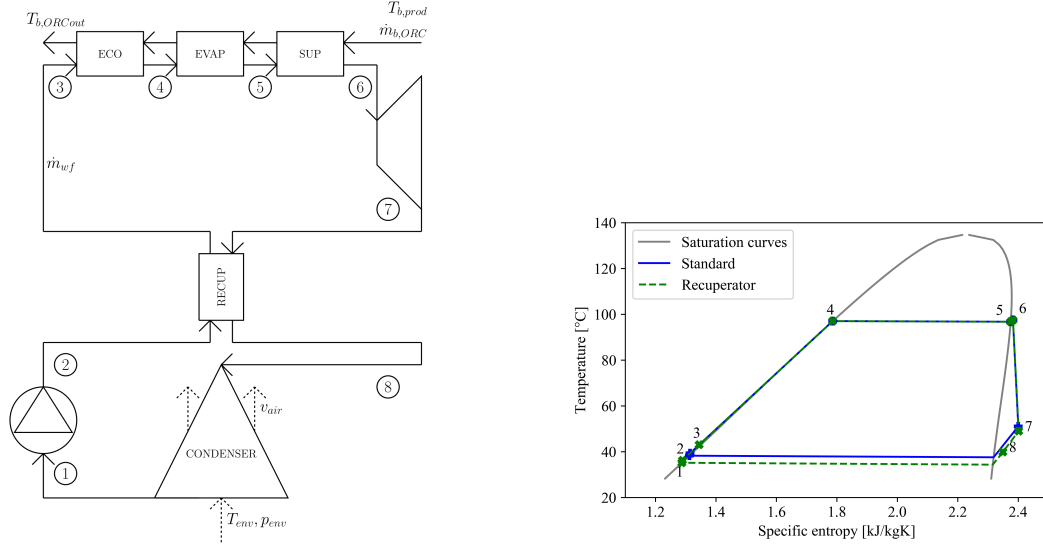 T_{b,ORCout}
T_{b,prod}
ṁ_{b,ORC}
ECO
EVAP
SUP
3
4
5
6
ṁ_{wf}
7
RECUP
2
8
v_{air}
CONDENSER
1
T_{env}, p_{env}
140
120
100
80
60
40
20
Temperature [°C]
Saturation curves
Standard
Recuperator
4
5
6
3
2
1
7
8
1.2
1.4
1.6
1.8
2.0
2.2
2.4
Specific entropy [kJ/kgK]